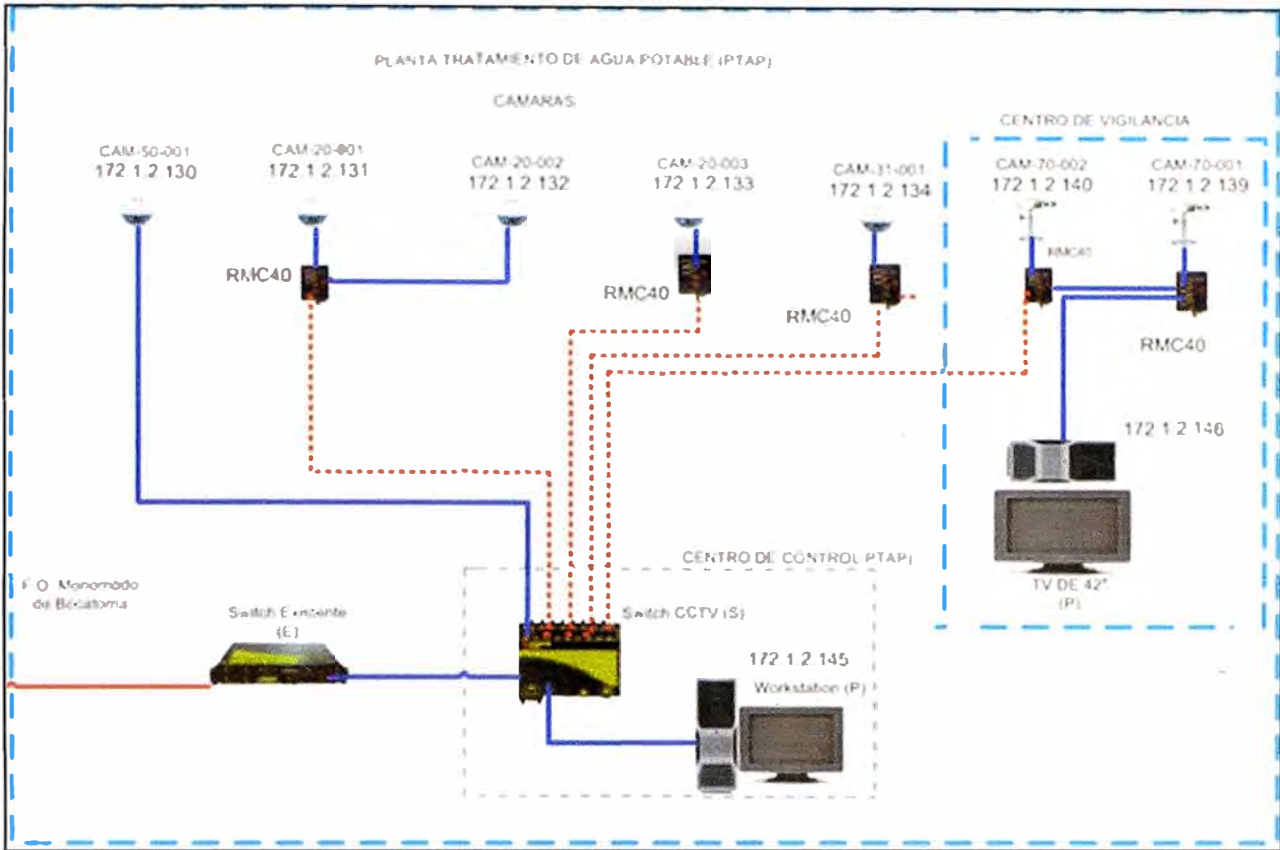 PLANTA TRATAMIENTO DE AGUA POTABLE (PTAP)
CAMARAS
CENTRO DE VIGILANCIA
CAM-50-001
172 1 2 130
CAM-20-001
172 1 2 131
CAM-20-002
172 1 2 132
CAM-20-003
172 1 2 133
CAM-31-001
172 1 2 134
CAM-70-002
172 1 2 140
CAM-70-001
172 1 2 139
RMC40
RMC40
RMC40
RMC40
RMC40
172 1 2 146
TV DE 42"
(P)
CENTRO DE CONTROL PTAP
F.O. Monomodo
de Bocatoma
Switch Existente
(E)
Switch CCTV (S)
172 1 2 145
Workstation (P)